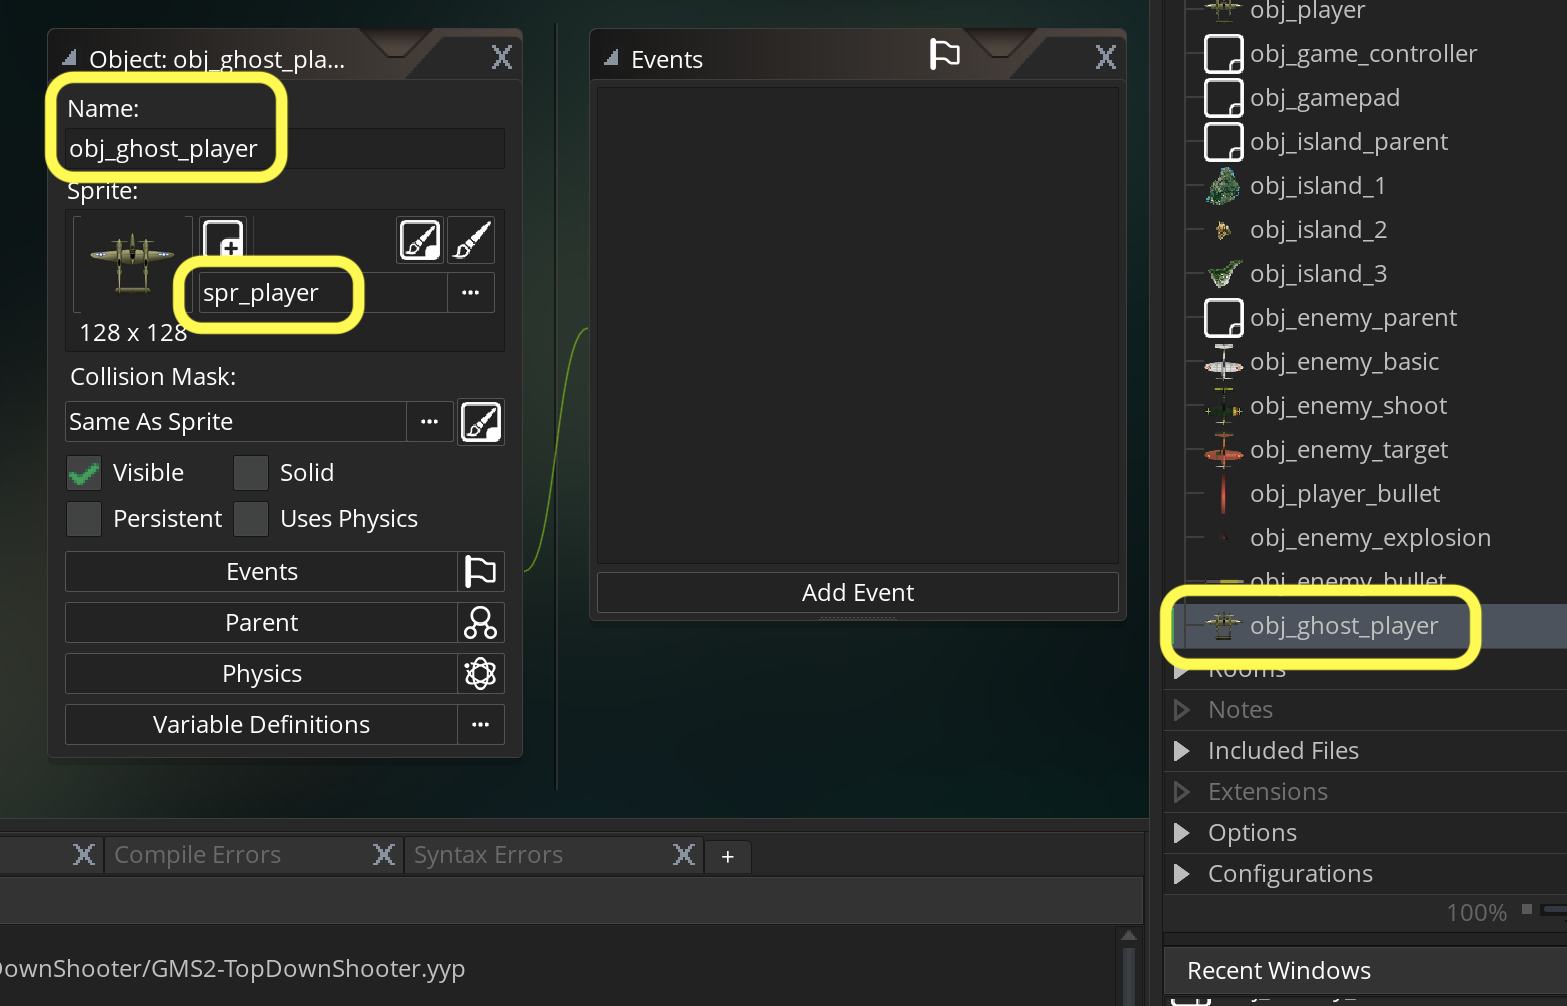 Object: obj_ghost_pla...
Name:
obj_ghost_player
Sprite:
spr_player
...
128 x 128
Collision Mask:
Same As Sprite
...
Visible
Solid
Persistent
Uses Physics
Events
Parent
Physics
Variable Definitions
...
Events
Add Event
obj_player
obj_game_controller
obj_gamepad
obj_island_parent
obj_island_1
obj_island_2
obj_island_3
obj_enemy_parent
obj_enemy_basic
obj_enemy_shoot
obj_enemy_target
obj_player_bullet
obj_enemy_explosion
obj_enemy_bullet
obj_ghost_player
Rooms
Notes
Included Files
Extensions
Options
Configurations
100%
Recent Windows
Compile Errors
Syntax Errors
+
DownShooter/GMS2-TopDownShooter.yyp